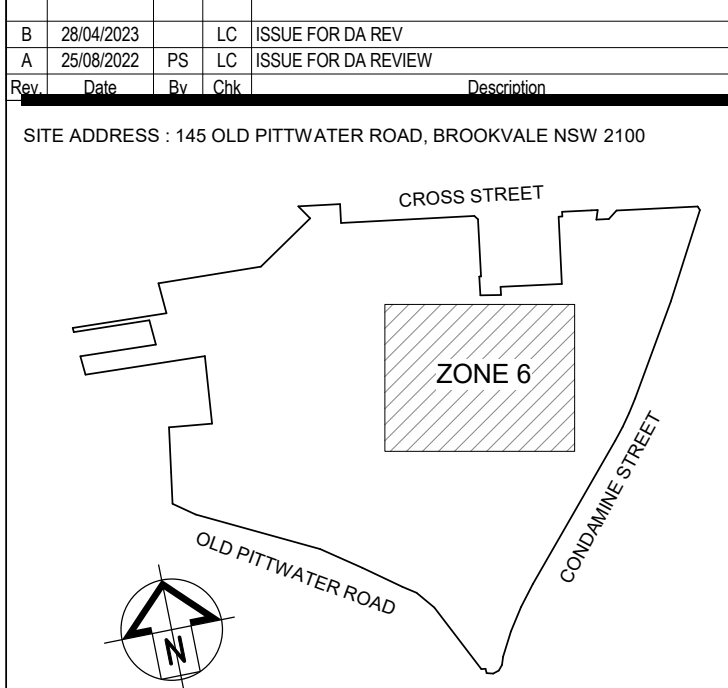 B 28/04/2023 LC ISSUE FOR DA REV
A 25/08/2022 PS LC ISSUE FOR DA REVIEW
Rev. Date By Chk Description
SITE ADDRESS : 145 OLD PITTWATER ROAD, BROOKVALE NSW 2100
CROSS STREET
ZONE 6
CONDAMINE STREET
OLD PITTWATER ROAD
N